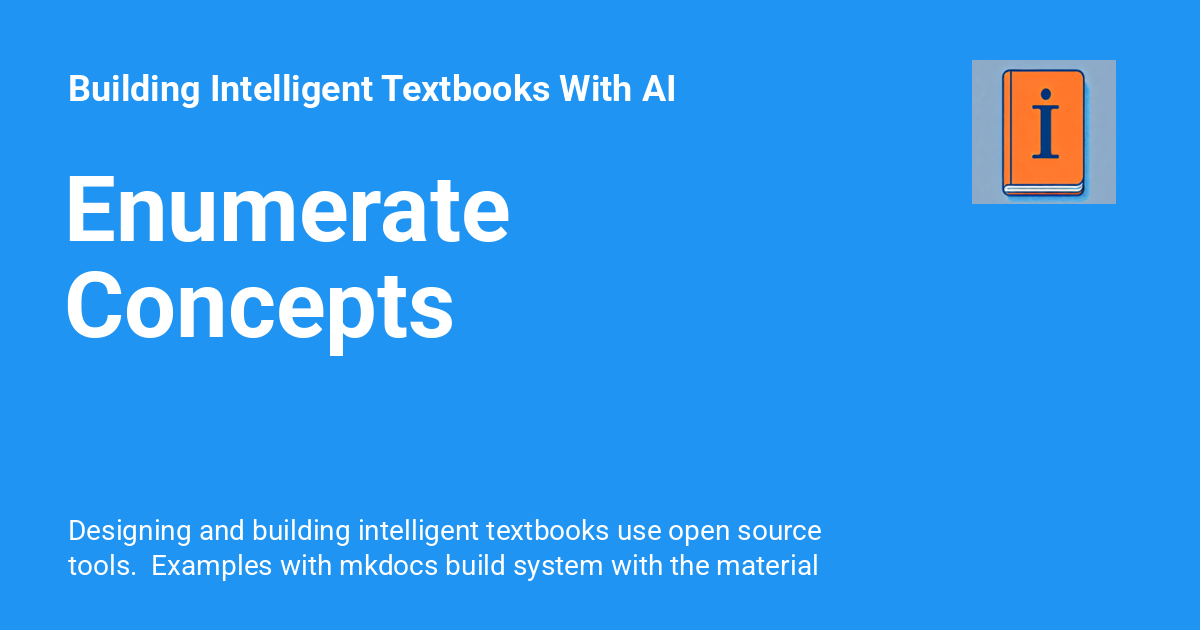 Building Intelligent Textbooks With AI
i
Enumerate
Concepts
Designing and building intelligent textbooks use open source
tools.  Examples with mkdocs build system with the material